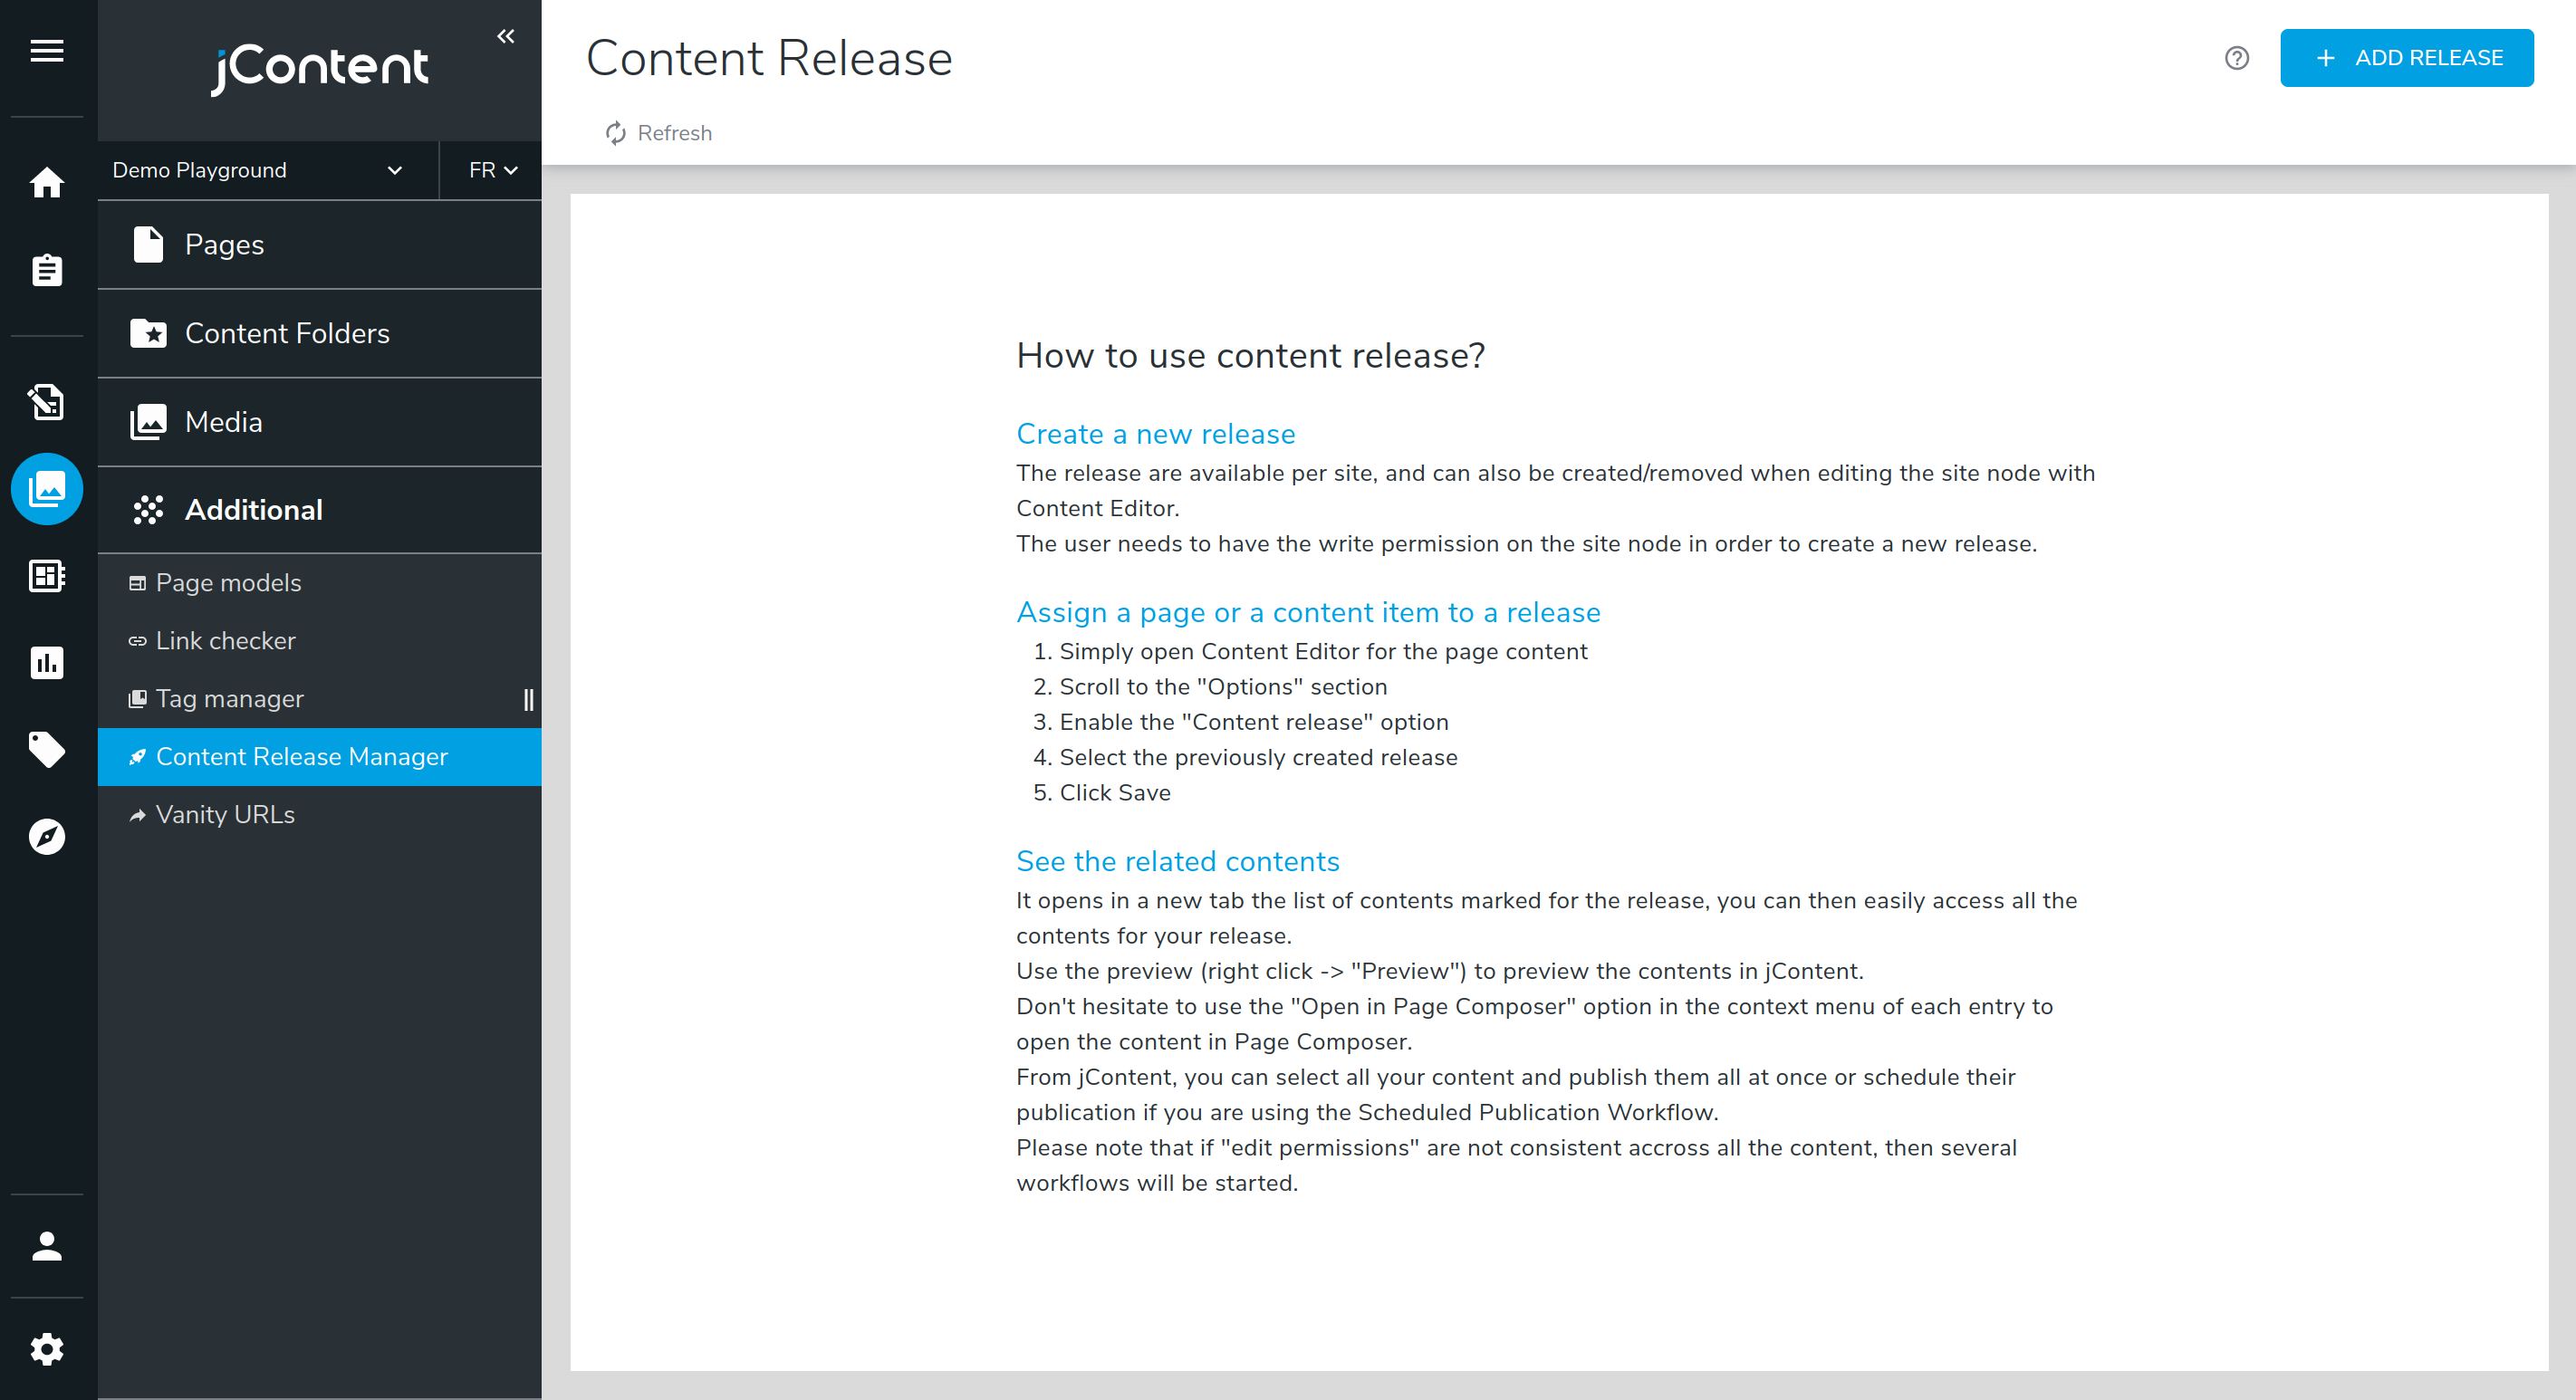 jContent
Demo Playground
FR
Pages
Content Folders
Media
Additional
Page models
Link checker
Tag manager
Content Release Manager
Vanity URLs
Content Release
ADD RELEASE
Refresh
How to use content release?
Create a new release
The release are available per site, and can also be created/removed when editing the site node with
Content Editor.
The user needs to have the write permission on the site node in order to create a new release.
Assign a page or a content item to a release
1. Simply open Content Editor for the page content
2. Scroll to the "Options" section
3. Enable the "Content release" option
4. Select the previously created release
5. Click Save
See the related contents
It opens in a new tab the list of contents marked for the release, you can then easily access all the
contents for your release.
Use the preview (right click -> "Preview") to preview the contents in jContent.
Don't hesitate to use the "Open in Page Composer" option in the context menu of each entry to
open the content in Page Composer.
From jContent, you can select all your content and publish them all at once or schedule their
publication if you are using the Scheduled Publication Workflow.
Please note that if "edit permissions" are not consistent accross all the content, then several
workflows will be started.